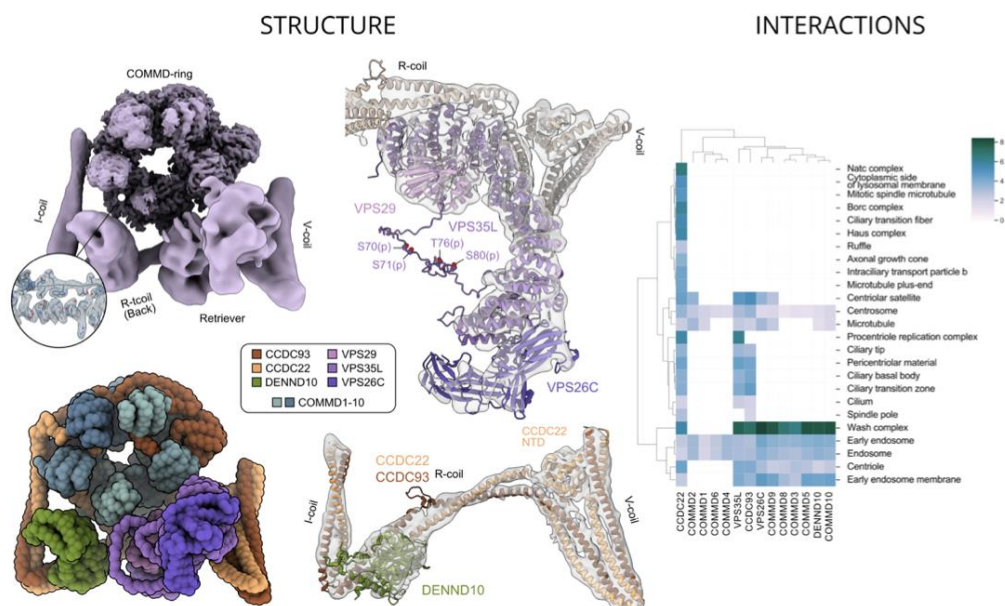 STRUCTURE
INTERACTIONS
COMMD-ring
I-coil
V-coil
R-tcoil
(Back)
Retriever
R-coil
V-coil
VPS29
VPS35L
S70(p)
T76(p)
S71(p)
S80(p)
VPS26C
CCDC93
VPS29
CCDC22
VPS35L
DENND10
VPS26C
COMMD1-10
CCDC22
NTD
CCDC22
CCDC93
R-coil
I-coil
V-coil
DENND10
8
6
4
2
0
Natc complex
Cytoplasmic side
of lysosomal membrane
Mitotic spindle microtubule
Borc complex
Ciliary transition fiber
Haus complex
Ruffle
Axonal growth cone
Intraciliary transport particle b
Microtubule plus-end
Centriolar satellite
Centrosome
Microtubule
Procentriole replication complex
Ciliary tip
Pericentriolar material
Ciliary basal body
Ciliary transition zone
Cilium
Spindle pole
Wash complex
Early endosome
Endosome
Centriole
Early endosome membrane
CCDC22
COMMD2
COMMD1
COMMD6
COMMD4
VPS35L
CCDC93
VPS26C
COMMD9
COMMD8
COMMD3
COMMD5
DENND10
COMMD10